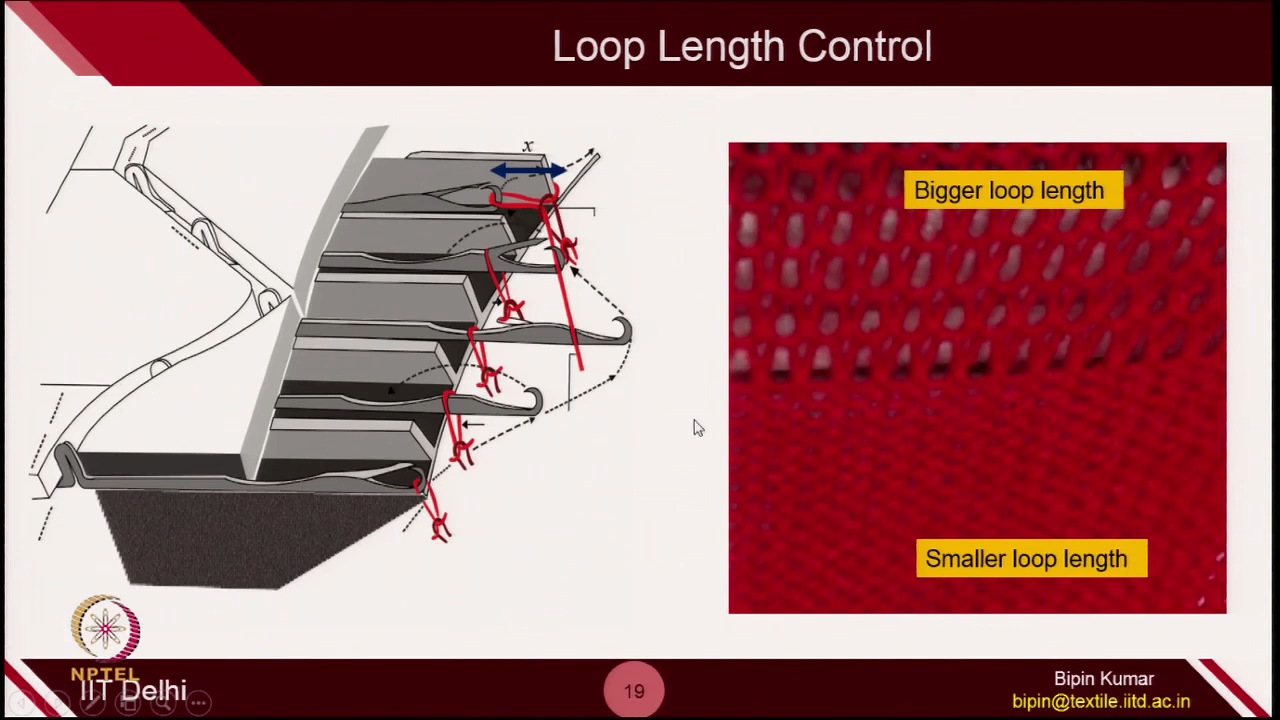 Loop Length Control
x
Bigger loop length
Smaller loop length
NPTEL
IIT Delhi
19
Bipin Kumar
bipin@textile.iitd.ac.in